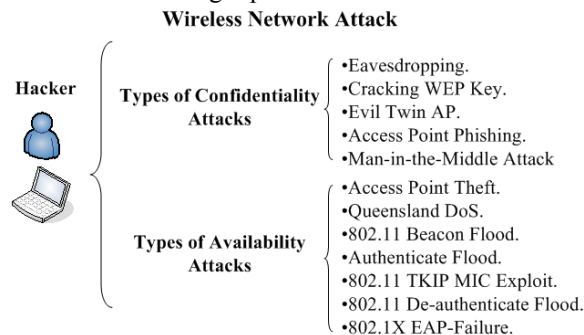 Wireless Network Attack
Hacker
Types of Confidentiality
Attacks
•Eavesdropping.
•Cracking WEP Key.
•Evil Twin AP.
•Access Point Phishing.
•Man-in-the-Middle Attack
Types of Availability
Attacks
•Access Point Theft.
•Queensland DoS.
•802.11 Beacon Flood.
•Authenticate Flood.
•802.11 TKIP MIC Exploit.
•802.11 De-authenticate Flood.
•802.1X EAP-Failure.